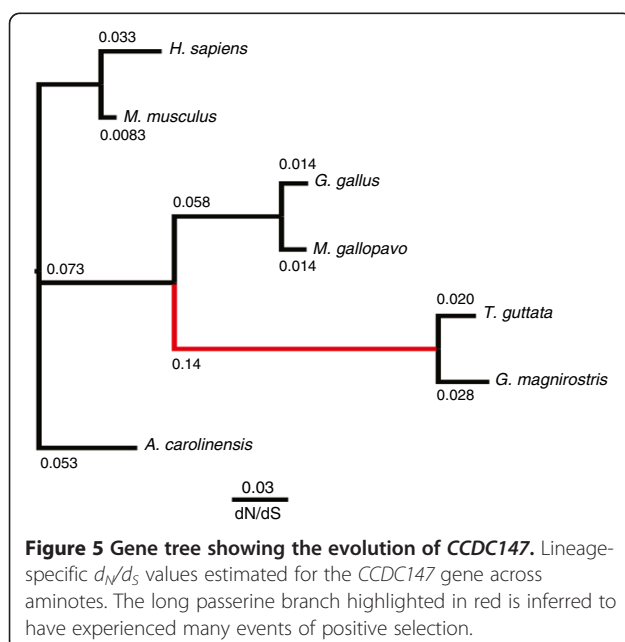 0.033
H. sapiens
M. musculus
0.0083
0.014
G. gallus
0.058
M. gallopavo
0.014
0.073
0.020
T. guttata
0.14
G. magnirostris
0.028
A. carolinensis
0.053
0.03
dN/dS
Figure 5 Gene tree showing the evolution of CCDC147. Lineage-
specific dN/dS values estimated for the CCDC147 gene across
aminotes. The long passerine branch highlighted in red is inferred to
have experienced many events of positive selection.